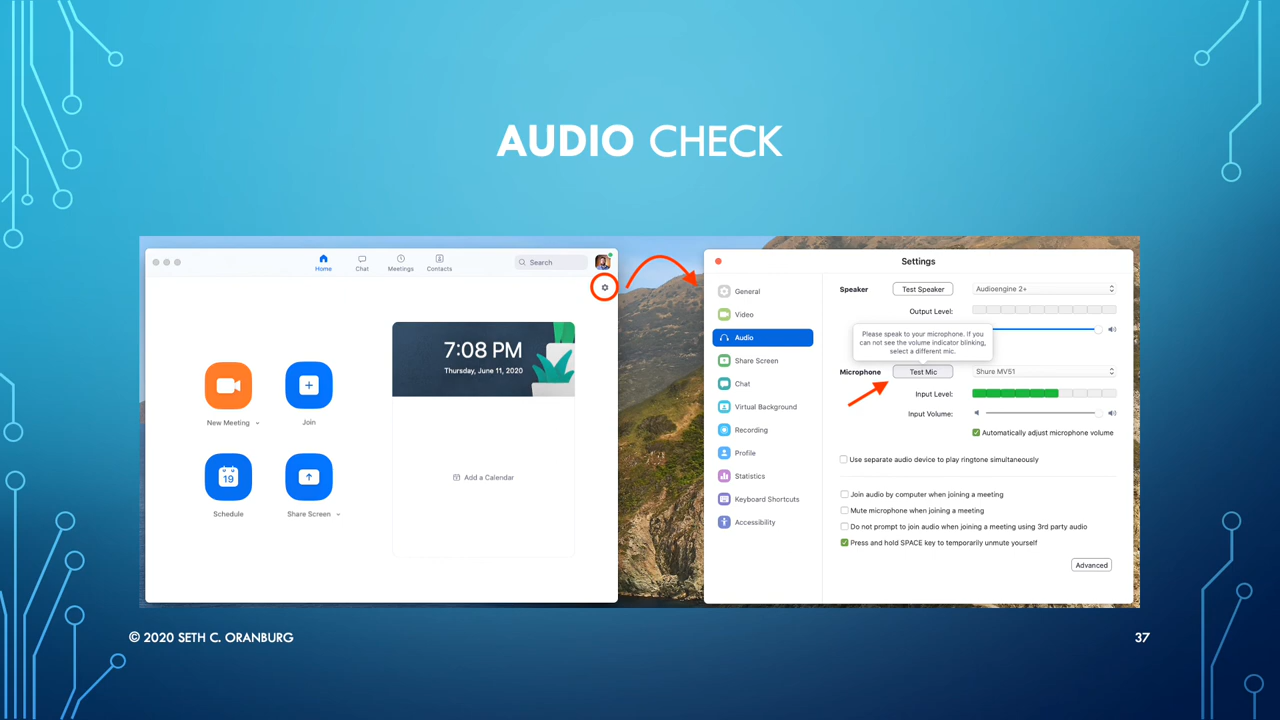 AUDIO CHECK
Home
Chat
Meetings
Contacts
Search
7:08 PM
Thursday, June 11, 2020
New Meeting
Join
Add a Calendar
19
Schedule
Share Screen
Settings
General
Video
Audio
Share Screen
Chat
Virtual Background
Recording
Profile
Statistics
Keyboard Shortcuts
Accessibility
Speaker
Test Speaker
Audioengine 2+
Output Level:
Please speak to your microphone. If you
can not see the volume indicator blinking,
select a different mic.
Microphone
Test Mic
Shure MV51
Input Level:
Input Volume:
Automatically adjust microphone volume
Use separate audio device to play ringtone simultaneously
Join audio by computer when joining a meeting
Mute microphone when joining a meeting
Do not prompt to join audio when joining a meeting using 3rd party audio
Press and hold SPACE key to temporarily unmute yourself
Advanced
© 2020 SETH C. ORANBURG
37